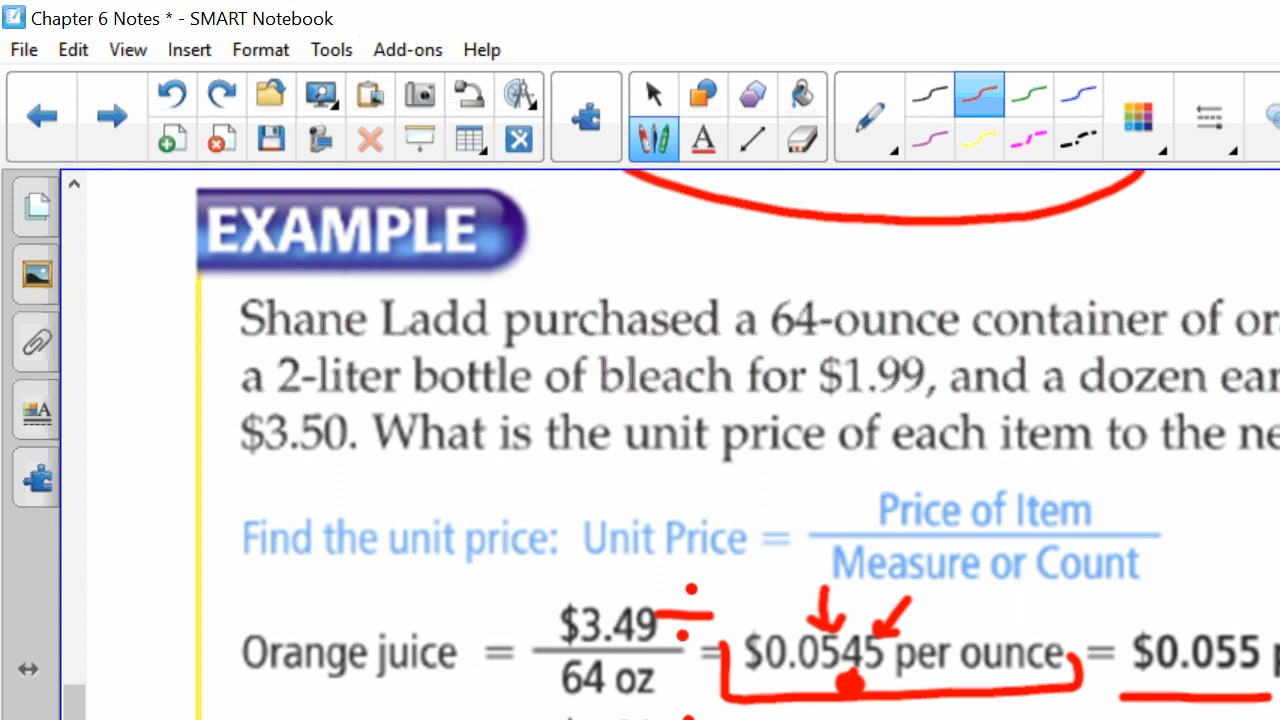 Chapter 6 Notes * - SMART Notebook
File Edit View Insert Format Tools Add-ons Help
EXAMPLE
Shane Ladd purchased a 64-ounce container of
a 2-liter bottle of bleach for $1.99, and a dozen
$3.50. What is the unit price of each item to the
Find the unit price: Unit Price = Price of Item
Measure or Count
Orange juice = $3.49 ÷ = $0.0545 per ounce = $0.055
64 oz